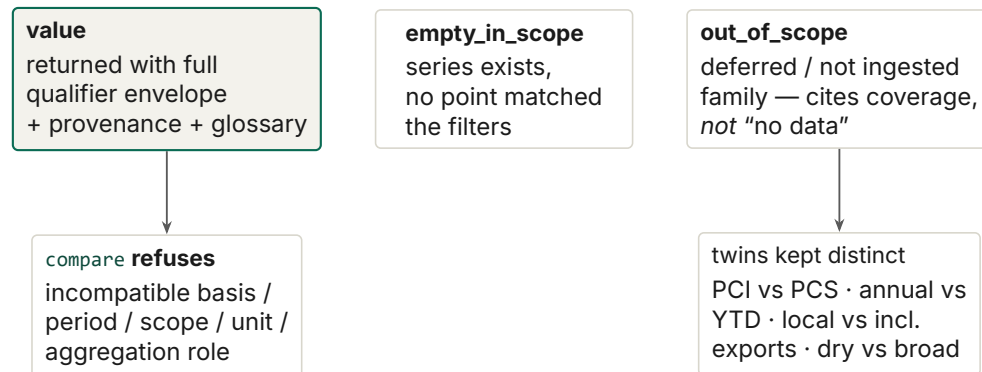 value
returned with full
qualifier envelope
+ provenance + glossary
empty_in_scope
series exists,
no point matched
the filters
out_of_scope
deferred / not ingested
family — cites coverage,
not “no data”
compare refuses
incompatible basis /
period / scope / unit /
aggregation role
twins kept distinct
PCI vs PCS · annual vs
YTD · local vs incl.
exports · dry vs broad